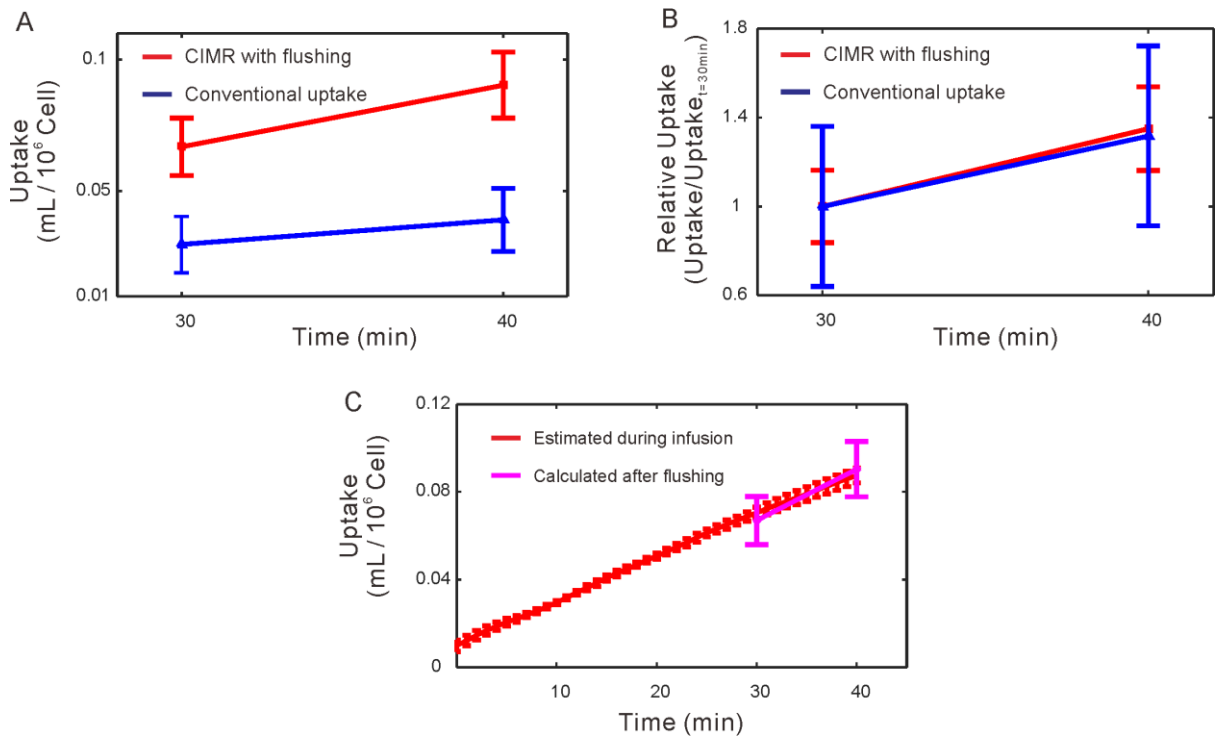 A
Uptake
(mL / 10⁶ Cell)
0.1
0.05
0.01
CIMR with flushing
Conventional uptake
30
40
Time (min)
B
Relative Uptake
(Uptake/Uptake t=30min)
1.8
1.4
1
0.6
CIMR with flushing
Conventional uptake
30
40
Time (min)
C
Uptake
(mL / 10⁶ Cell)
0.12
0.08
0.04
0
Estimated during infusion
Calculated after flushing
10
20
30
40
Time (min)